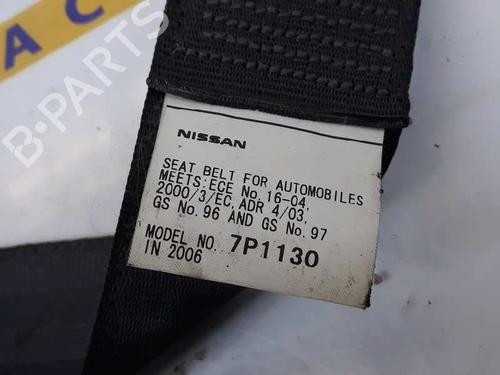 ACA
B-PARTS
NISSAN
SEAT BELT FOR AUTOMOBILES
MEETS:ECE No.16-04,
2000/3/EC,ADR 4/03,
GS No.96 AND GS No.97
MODEL NO. 7P1130
IN 2006